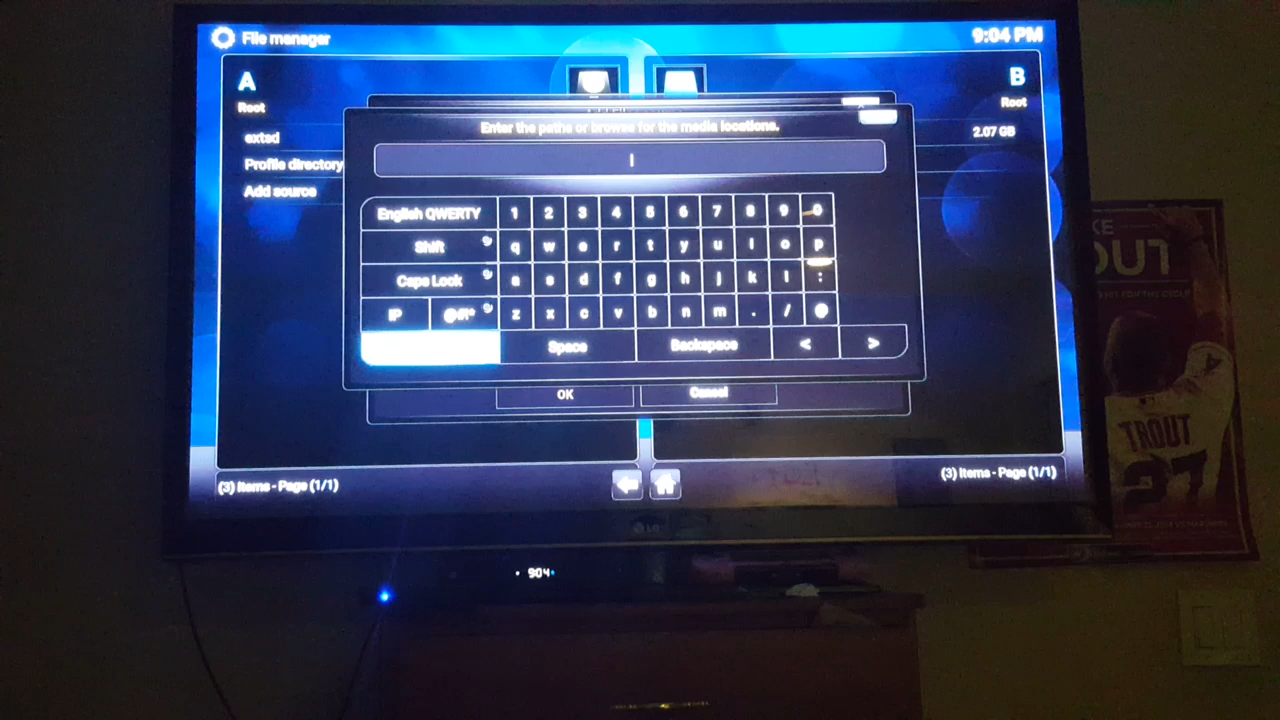 File manager
9:04 PM
A
B
Root
Root
extsd
2.07 GB
Profile directory
Add source
Enter the paths or browse for the media locations.
English QWERTY 1 2 3 4 5 6 7 8 9 0
Shift q w e r t y u i o p
Caps Lock a s d f g h j k l :
IP z x c v b n m . / @
Space Backspace < >
OK Cancel
(3) Items - Page (1/1)
(3) Items - Page (1/1)
LG
9:04
OUT
TROUT
27